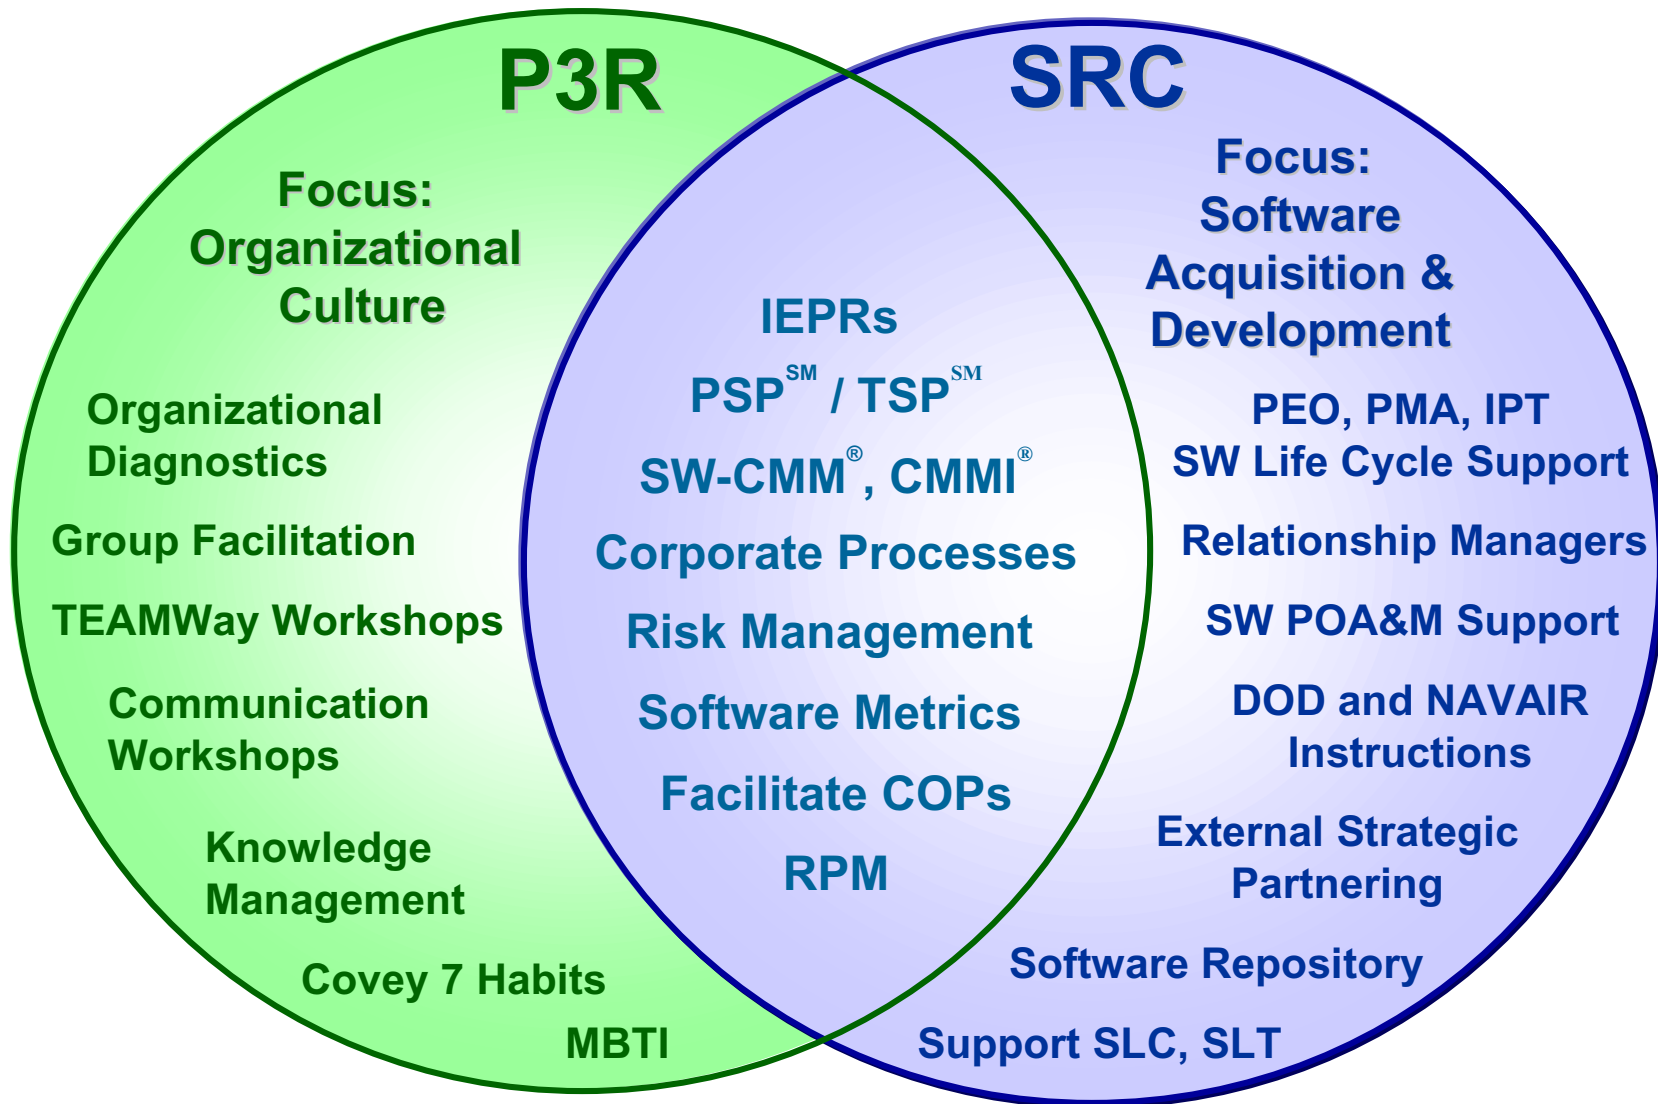 P3R
Focus:
Organizational
Culture
Organizational
Diagnostics
Group Facilitation
TEAMWay Workshops
Communication
Workshops
Knowledge
Management
Covey 7 Habits
MBTI
IEPRs
PSP℠ / TSP℠
SW-CMM®, CMMI®
Corporate Processes
Risk Management
Software Metrics
Facilitate COPs
RPM
SRC
Focus:
Software
Acquisition &
Development
PEO, PMA, IPT
SW Life Cycle Support
Relationship Managers
SW POA&M Support
DOD and NAVAIR
Instructions
External Strategic
Partnering
Software Repository
Support SLC, SLT